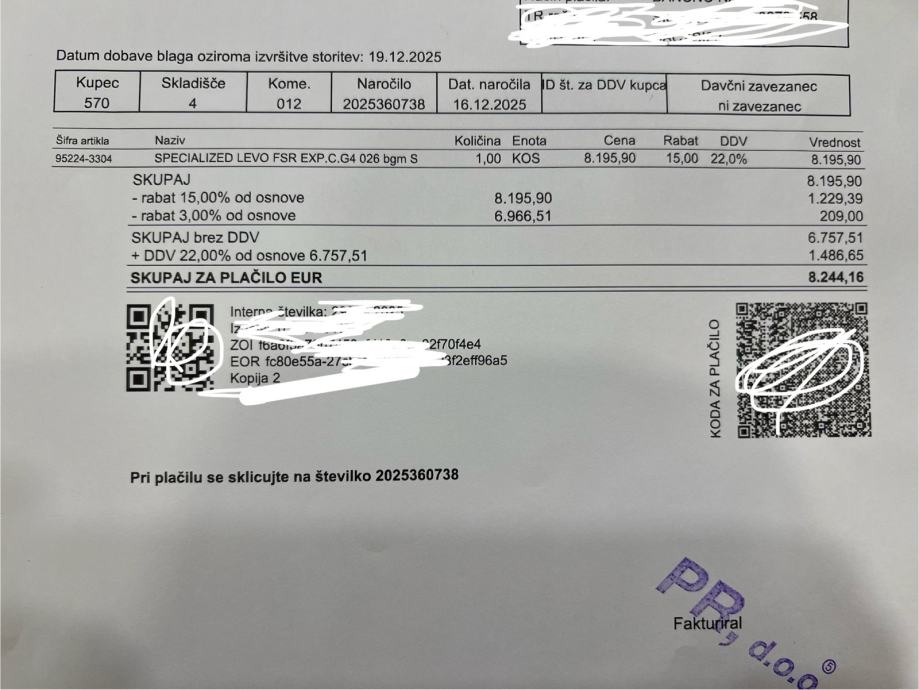 Datum dobave blaga oziroma izvršitve storitev: 19.12.2025
Kupec Skladišče Kome. Naročilo Dat. naročila ID št. za DDV kupca Davčni zavezanec
570 4 012 2025360738 16.12.2025 ni zavezanec
Šifra artikla Naziv Količina Enota Cena Rabat DDV Vrednost
95224-3304 SPECIALIZED LEVO FSR EXP.C.G4 026 bgm S 1,00 KOS 8.195,90 15,00 22,0% 8.195,90
SKUPAJ 8.195,90
- rabat 15,00% od osnove 8.195,90 1.229,39
- rabat 3,00% od osnove 6.966,51 209,00
SKUPAJ brez DDV 6.757,51
+ DDV 22,00% od osnove 6.757,51 1.486,65
SKUPAJ ZA PLAČILO EUR 8.244,16
Interna številka:
ZOI
EOR fc80e55a
Kopija 2
KODA ZA PLAČILO
Pri plačilu se sklicujte na številko 2025360738
PR, d.o.o
5
Fakturiral